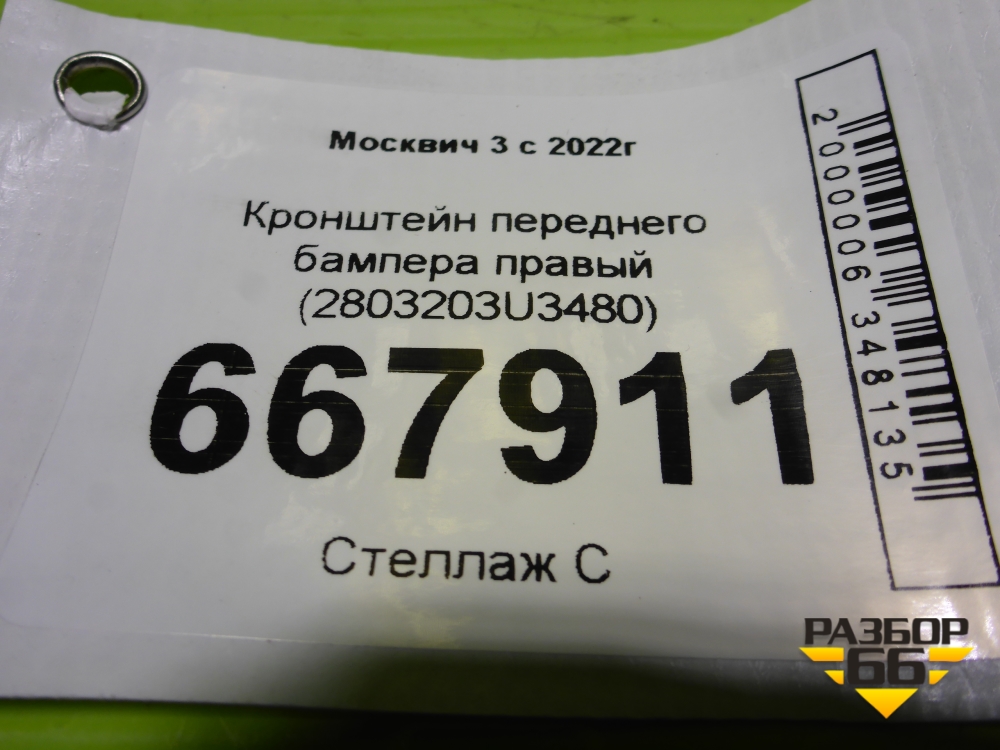 Москвич 3 с 2022г
Кронштейн переднего
бампера правый
(2803203U3480)
667911
Стеллаж С
2000006348135
РАЗБОР
66